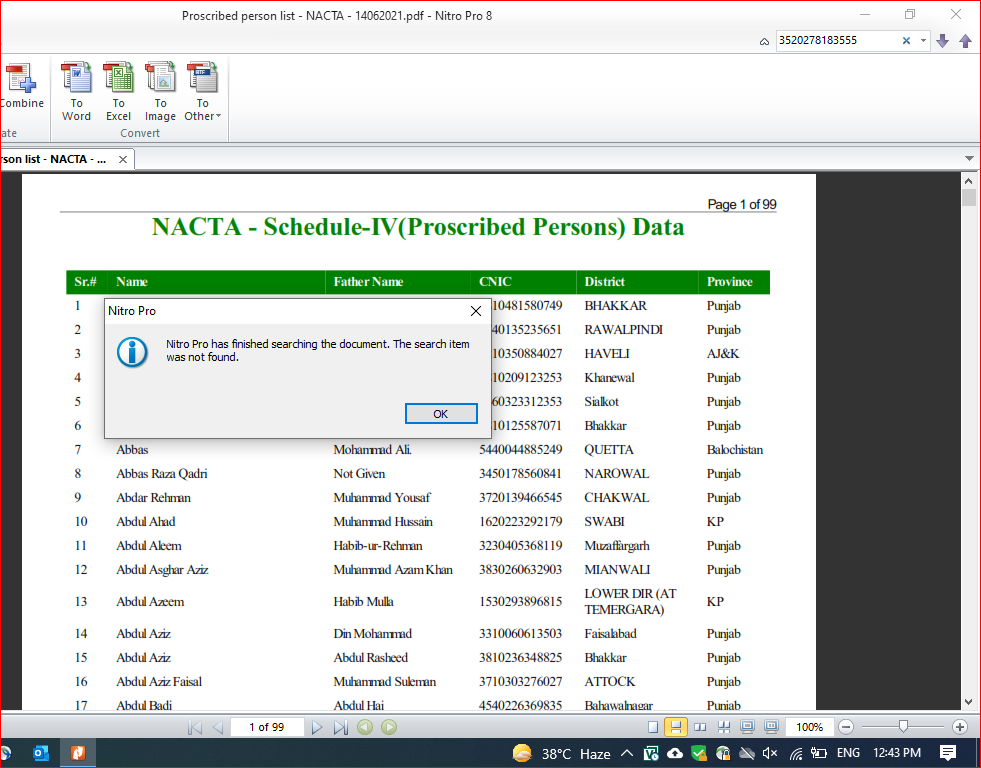 Proscribed person list - NACTA - 14062021.pdf - Nitro Pro 8
3520278183555
Combine
To Word
To Excel
To Image
To Other
ate
Convert
rson list - NACTA - ...
Page 1 of 99
NACTA - Schedule-IV(Proscribed Persons) Data
Sr.# Name Father Name CNIC District Province
1 10481580749 BHAKKAR Punjab
2 40135235651 RAWALPINDI Punjab
3 10350884027 HAVELI AJ&K
4 10209123253 Khanewal Punjab
5 60323312353 Sialkot Punjab
6 10125587071 Bhakkar Punjab
Nitro Pro
Nitro Pro has finished searching the document. The search item
was not found.
OK
7 Abbas Mohammad Ali. 5440044885249 QUETTA Balochistan
8 Abbas Raza Qadri Not Given 3450178560841 NAROWAL Punjab
9 Abdar Rehman Muhammad Yousaf 3720139466545 CHAKWAL Punjab
10 Abdul Ahad Muhammad Hussain 1620223292179 SWABI KP
11 Abdul Aleem Habib-ur-Rehman 3230405368119 Muzaffargarh Punjab
12 Abdul Asghar Aziz Muhammad Azam Khan 3830260632903 MIANWALI Punjab
13 Abdul Azeem Habib Mulla 1530293896815 LOWER DIR (AT TEMERGARA) KP
14 Abdul Aziz Din Mohammad 3310060613503 Faisalabad Punjab
15 Abdul Aziz Abdul Rasheed 3810236348825 Bhakkar Punjab
16 Abdul Aziz Faisal Muhammad Suleman 3710303276027 ATTOCK Punjab
17 Abdul Badi Abdul Hai 4540226369835 Bahawalnagar Punjab
1 of 99
100%
38°C Haze
ENG
12:43 PM